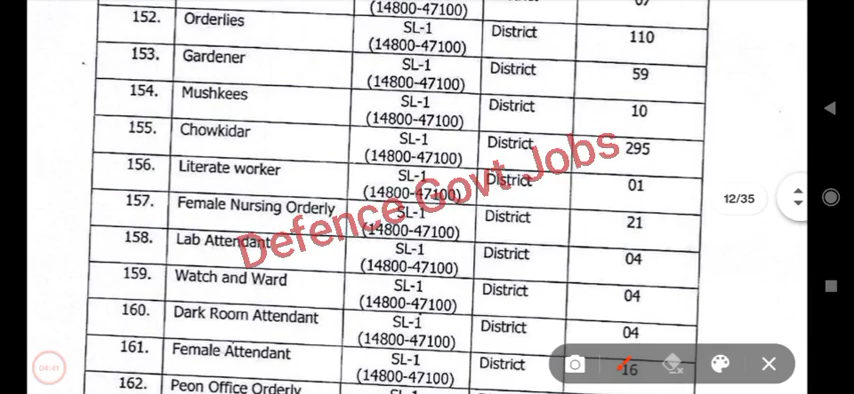 (14800-47100)
07
152. Orderlies SL-1 District 110
(14800-47100)
153. Gardener SL-1 District 59
(14800-47100)
154. Mushkees SL-1 District 10
(14800-47100)
155. Chowkidar SL-1 District 295
(14800-47100)
156. Literate worker SL-1 District 01
(14800-47100)
157. Female Nursing Orderly SL-1 District 21
(14800-47100)
158. Lab Attendant SL-1 District 04
(14800-47100)
159. Watch and Ward SL-1 District 04
(14800-47100)
160. Dark Room Attendant SL-1 District 04
(14800-47100)
161. Female Attendant SL-1 District 16
(14800-47100)
162. Peon Office Orderly SL-1
Defence Govt Jobs
12/35
04:41